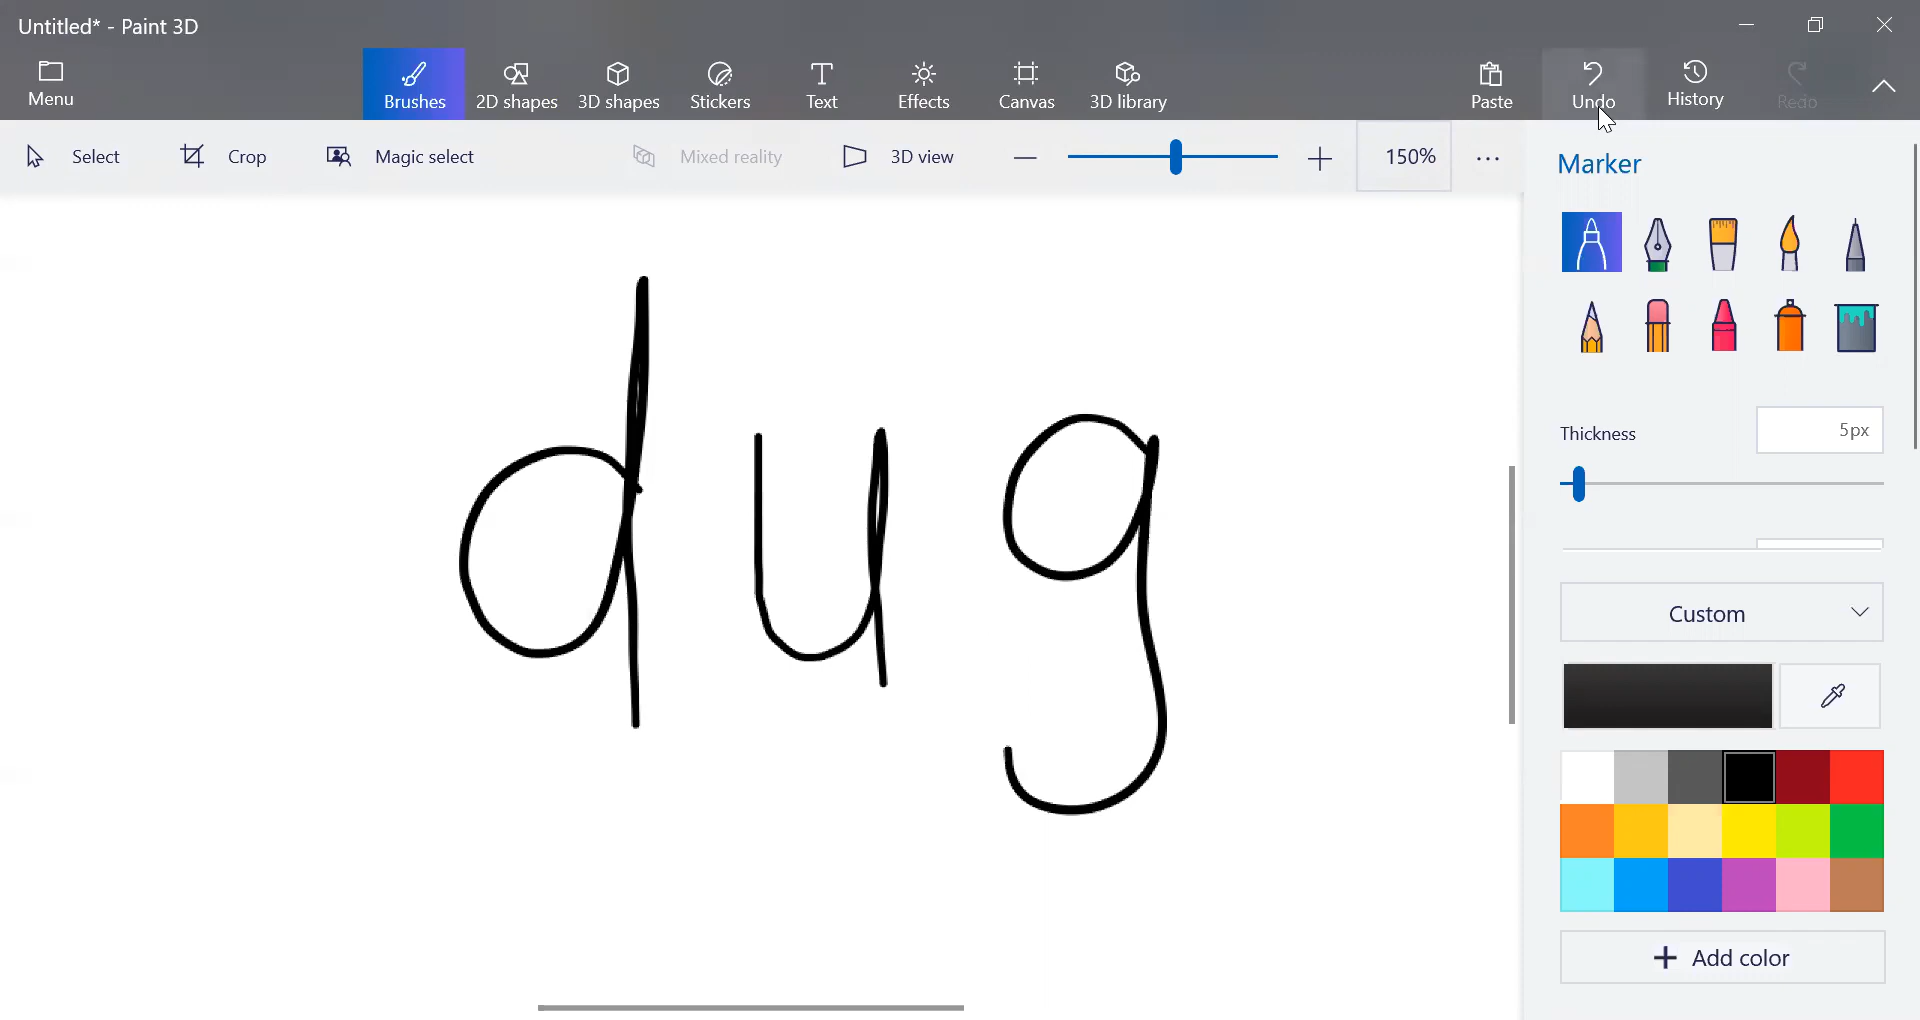 Untitled* - Paint 3D
Menu Brushes 2D shapes 3D shapes Stickers Text Effects Canvas 3D library Paste Undo History Redo
Select Crop Magic select Mixed reality 3D view 150% ...
Marker
dug
Thickness 5px
Custom
Add color